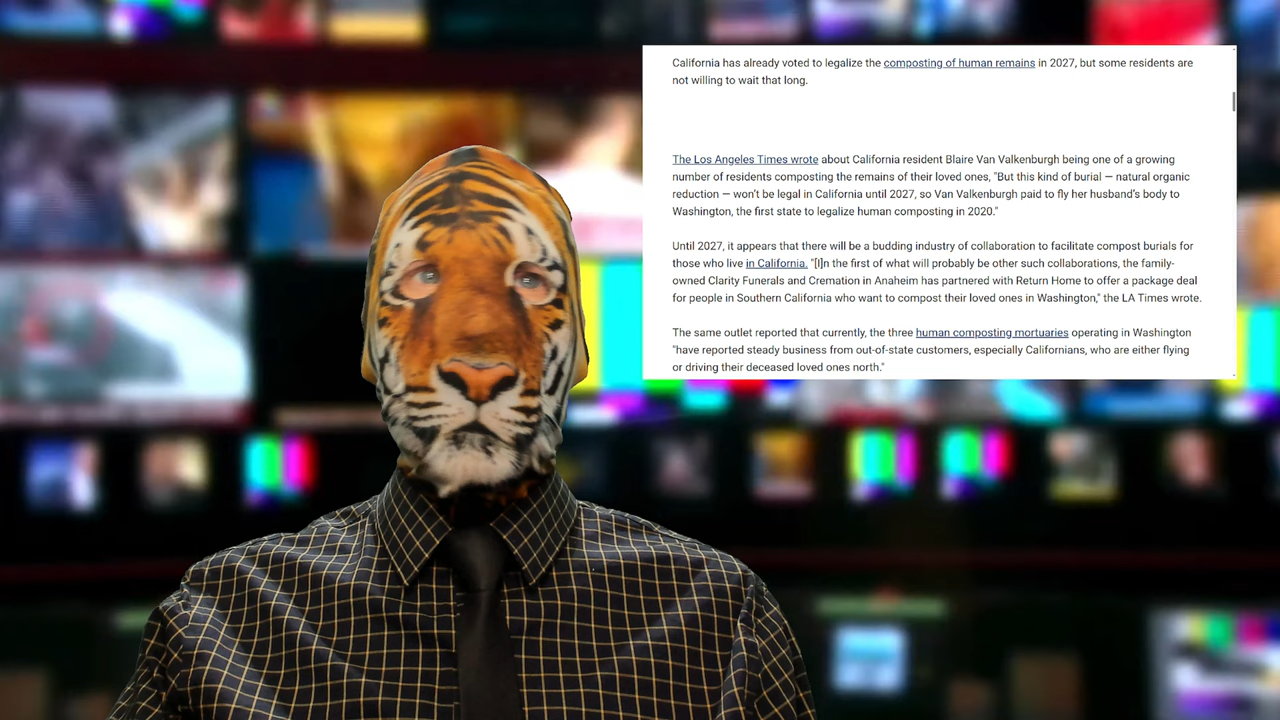 California has already voted to legalize the composting of human remains in 2027, but some residents are
not willing to wait that long.
The Los Angeles Times wrote about California resident Blaire Van Valkenburgh being one of a growing
number of residents composting the remains of their loved ones, "But this kind of burial — natural organic
reduction — won't be legal in California until 2027, so Van Valkenburgh paid to fly her husband's body to
Washington, the first state to legalize human composting in 2020."
Until 2027, it appears that there will be a budding industry of collaboration to facilitate compost burials for
those who live in California. "[I]n the first of what will probably be other such collaborations, the family-
owned Clarity Funerals and Cremation in Anaheim has partnered with Return Home to offer a package deal
for people in Southern California who want to compost their loved ones in Washington," the LA Times wrote.
The same outlet reported that currently, the three human composting mortuaries operating in Washington
"have reported steady business from out-of-state customers, especially Californians, who are either flying
or driving their deceased loved ones north."